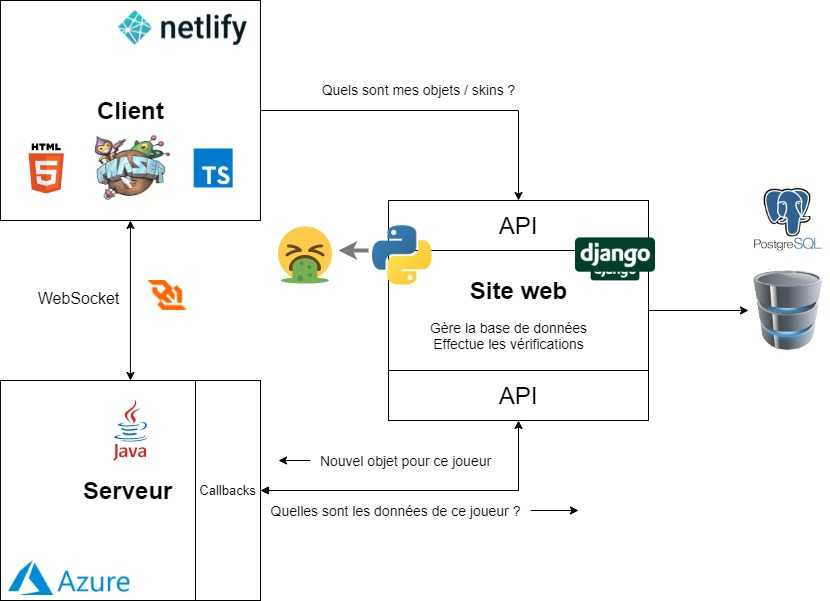 netlify
Quels sont mes objets / skins ?
Client
HTML
5
PHASER
TS
API
django
django
PostgreSQL
Site web
WebSocket
Gère la base de données
Effectue les vérifications
API
Java
Nouvel objet pour ce joueur
Serveur
Callbacks
Quelles sont les données de ce joueur ?
Azure